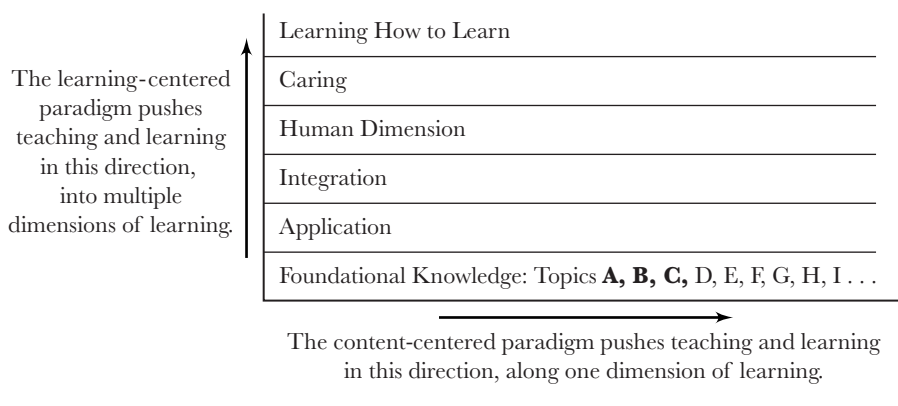 Learning How to Learn
Caring
Human Dimension
Integration
Application
Foundational Knowledge: Topics A, B, C, D, E, F, G, H, I . . .
The learning-centered
paradigm pushes
teaching and learning
in this direction,
into multiple
dimensions of learning.
The content-centered paradigm pushes teaching and learning
in this direction, along one dimension of learning.